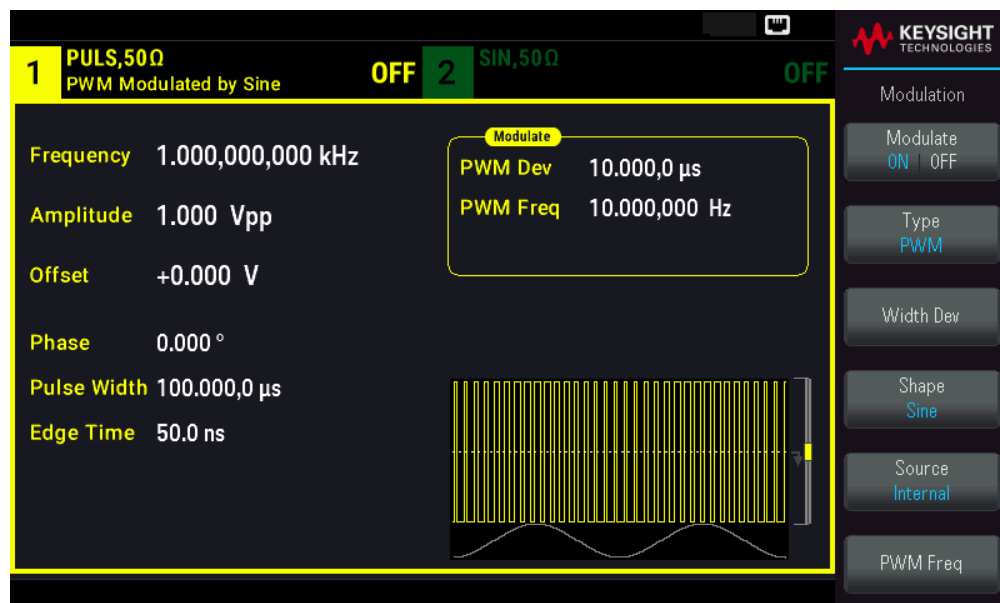 KEYSIGHT
TECHNOLOGIES
1
PULS,50Ω
PWM Modulated by Sine
OFF
2
SIN,50Ω
OFF
Frequency 1.000,000,000 kHz
Amplitude 1.000 Vpp
Offset +0.000 V
Phase 0.000 °
Pulse Width 100.000,0 µs
Edge Time 50.0 ns
Modulate
PWM Dev 10.000,0 µs
PWM Freq 10.000,000 Hz
Modulation
Modulate
ON | OFF
Type
PWM
Width Dev
Shape
Sine
Source
Internal
PWM Freq